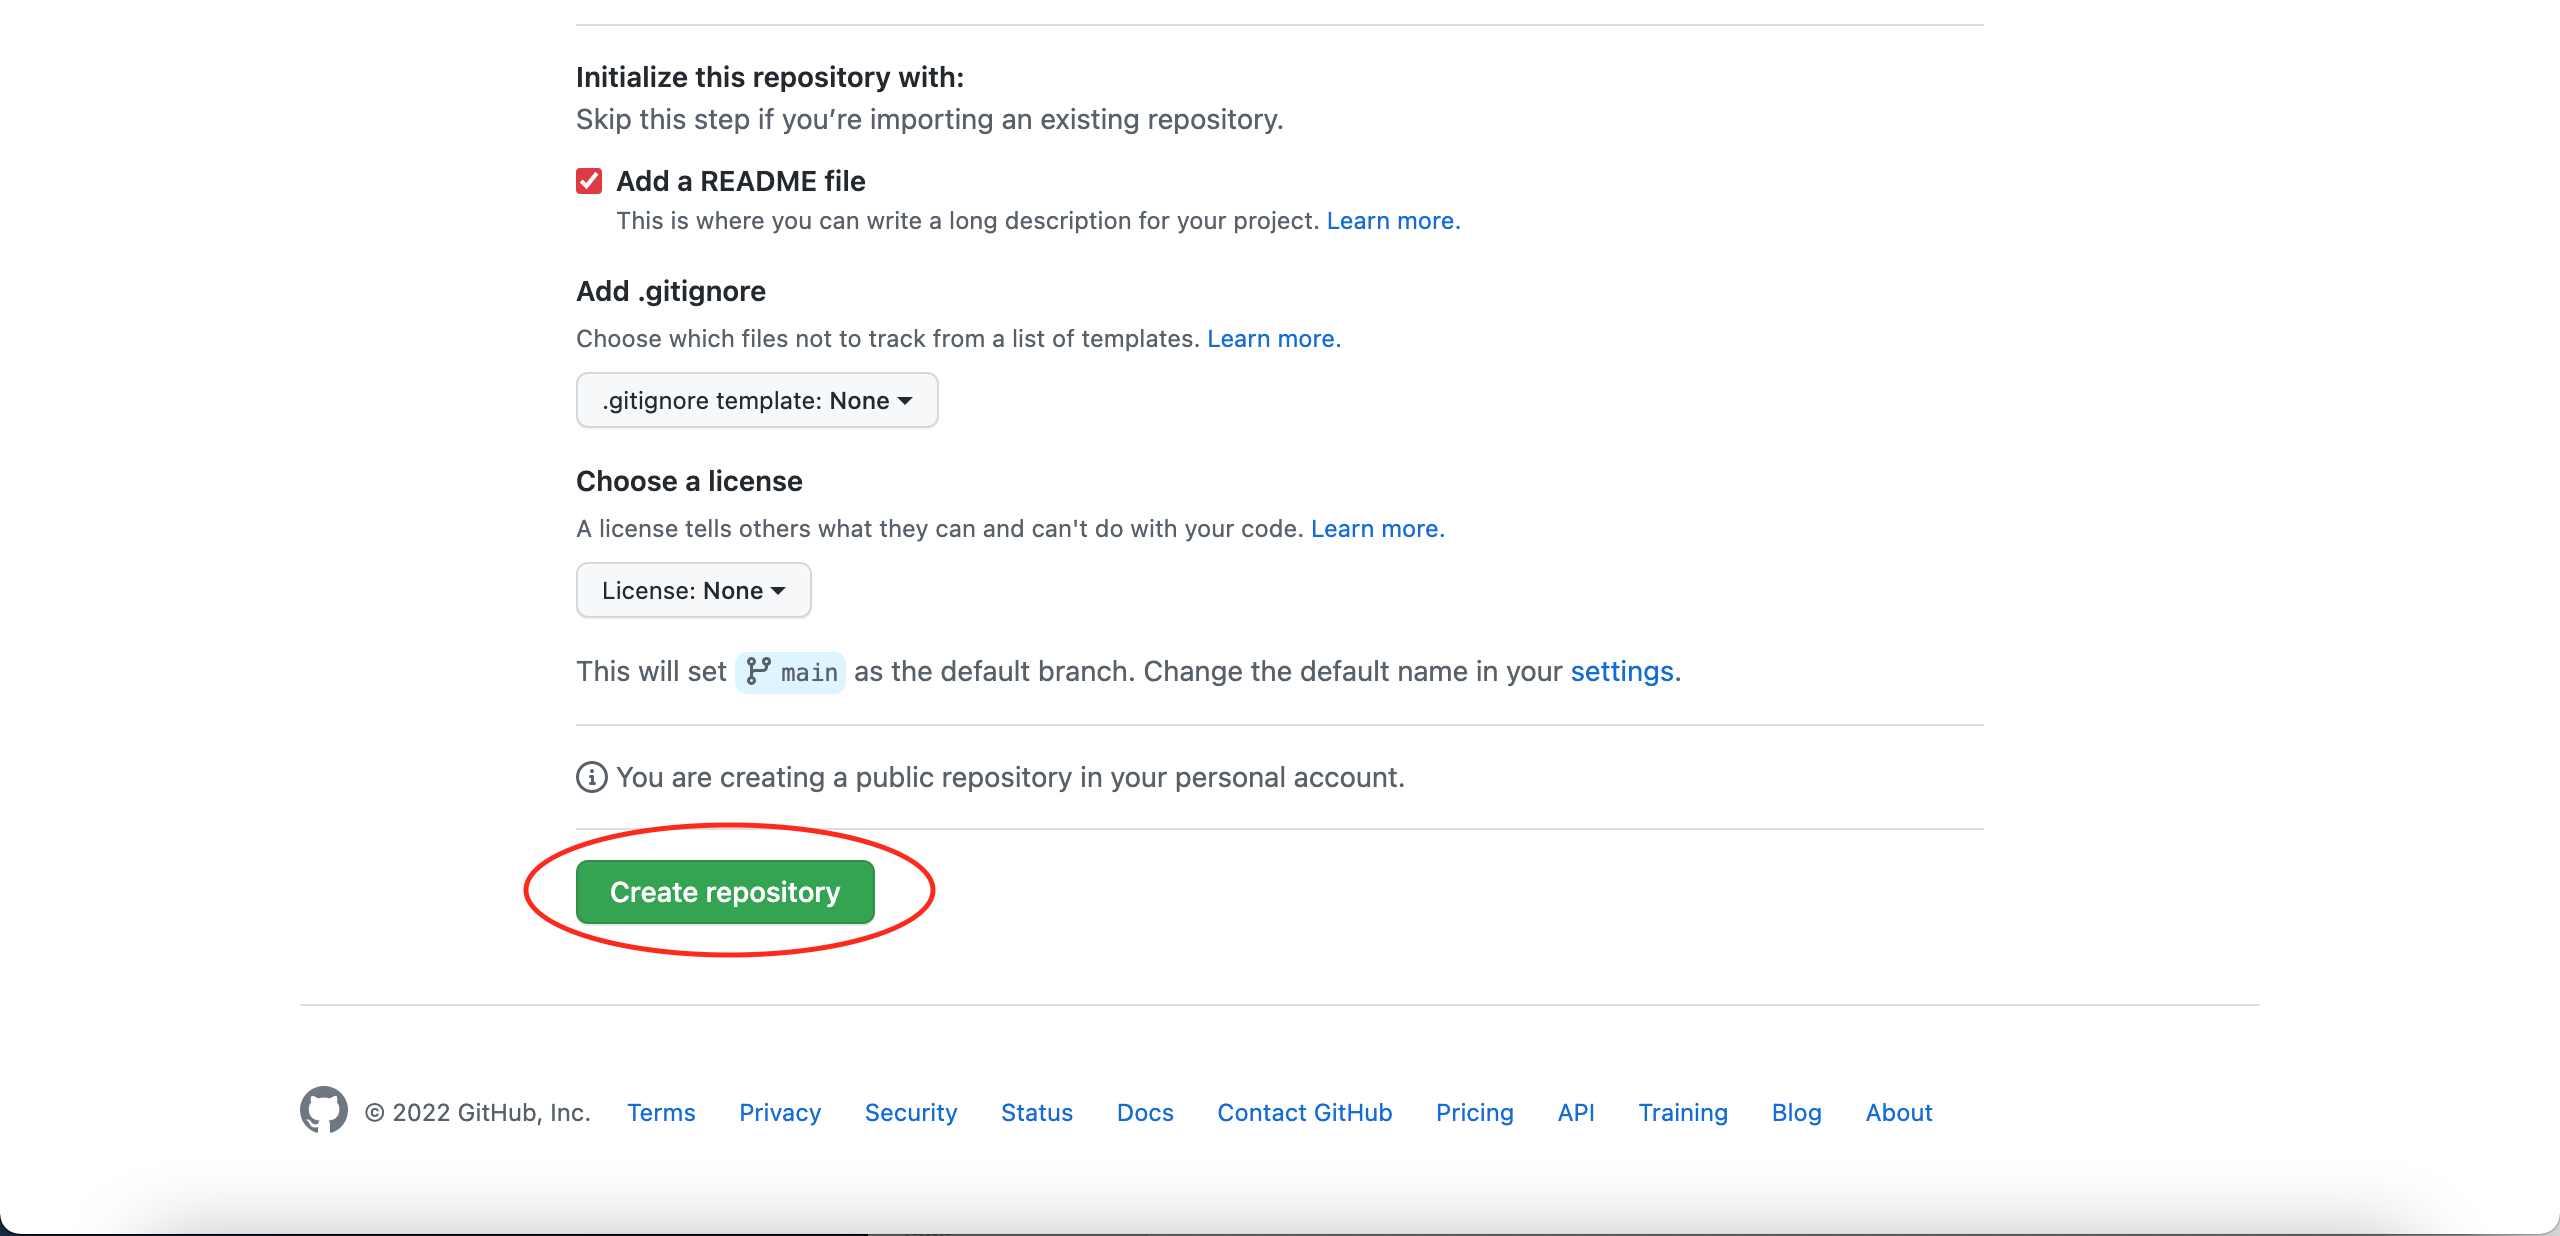 Initialize this repository with:
Skip this step if you’re importing an existing repository.
Add a README file
This is where you can write a long description for your project. Learn more.
Add .gitignore
Choose which files not to track from a list of templates. Learn more.
.gitignore template: None
Choose a license
A license tells others what they can and can't do with your code. Learn more.
License: None
This will set main as the default branch. Change the default name in your settings.
You are creating a public repository in your personal account.
Create repository
© 2022 GitHub, Inc. Terms Privacy Security Status Docs Contact GitHub Pricing API Training Blog About